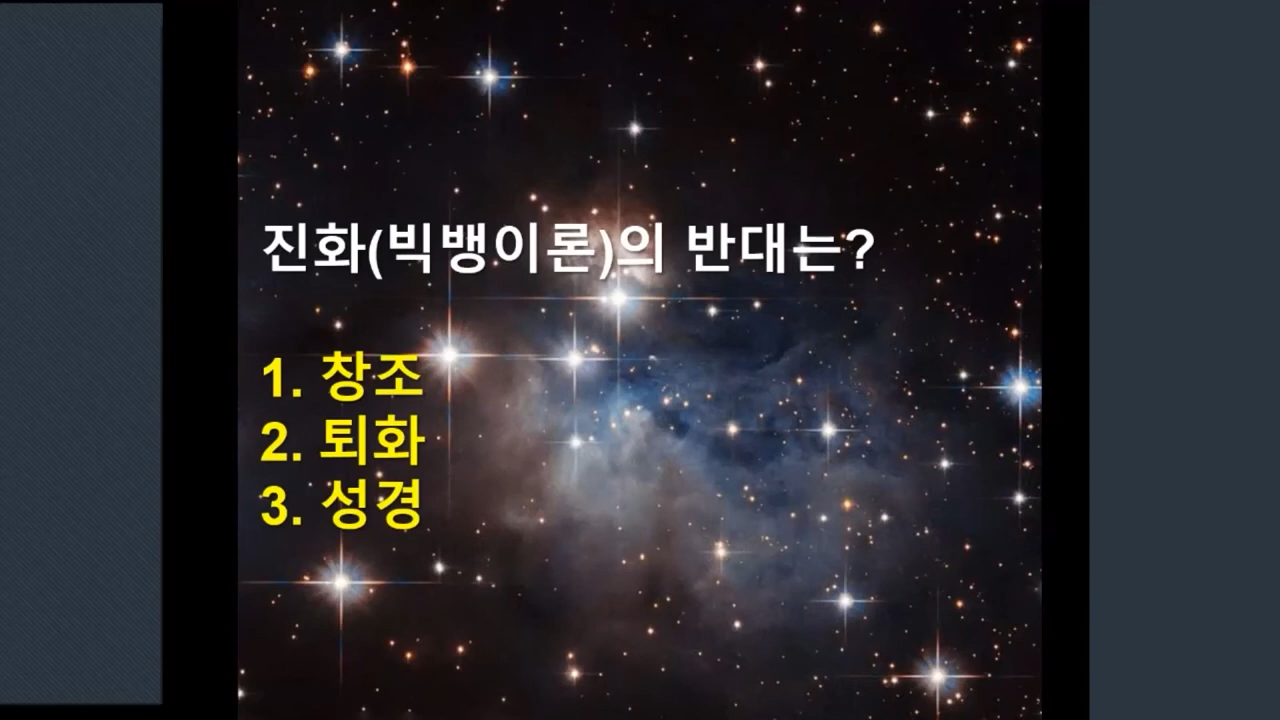 진화(빅뱅이론)의 반대는?
1. 창조
2. 퇴화
3. 성경